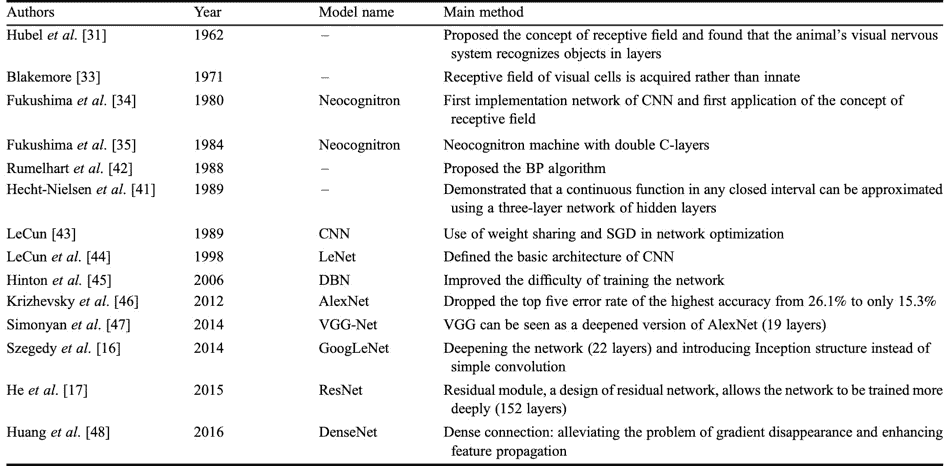 Authors Year Model name Main method
Hubel et al. [31] 1962 – Proposed the concept of receptive field and found that the animal's visual nervous
system recognizes objects in layers
Blakemore [33] 1971 – Receptive field of visual cells is acquired rather than innate
Fukushima et al. [34] 1980 Neocognitron First implementation network of CNN and first application of the concept of
receptive field
Fukushima et al. [35] 1984 Neocognitron Neocognitron machine with double C-layers
Rumelhart et al. [42] 1988 – Proposed the BP algorithm
Hecht-Nielsen et al. [41] 1989 – Demonstrated that a continuous function in any closed interval can be approximated
using a three-layer network of hidden layers
LeCun [43] 1989 CNN Use of weight sharing and SGD in network optimization
LeCun et al. [44] 1998 LeNet Defined the basic architecture of CNN
Hinton et al. [45] 2006 DBN Improved the difficulty of training the network
Krizhevsky et al. [46] 2012 AlexNet Dropped the top five error rate of the highest accuracy from 26.1% to only 15.3%
Simonyan et al. [47] 2014 VGG-Net VGG can be seen as a deepened version of AlexNet (19 layers)
Szegedy et al. [16] 2014 GoogLeNet Deepening the network (22 layers) and introducing Inception structure instead of
simple convolution
He et al. [17] 2015 ResNet Residual module, a design of residual network, allows the network to be trained more
deeply (152 layers)
Huang et al. [48] 2016 DenseNet Dense connection: alleviating the problem of gradient disappearance and enhancing
feature propagation